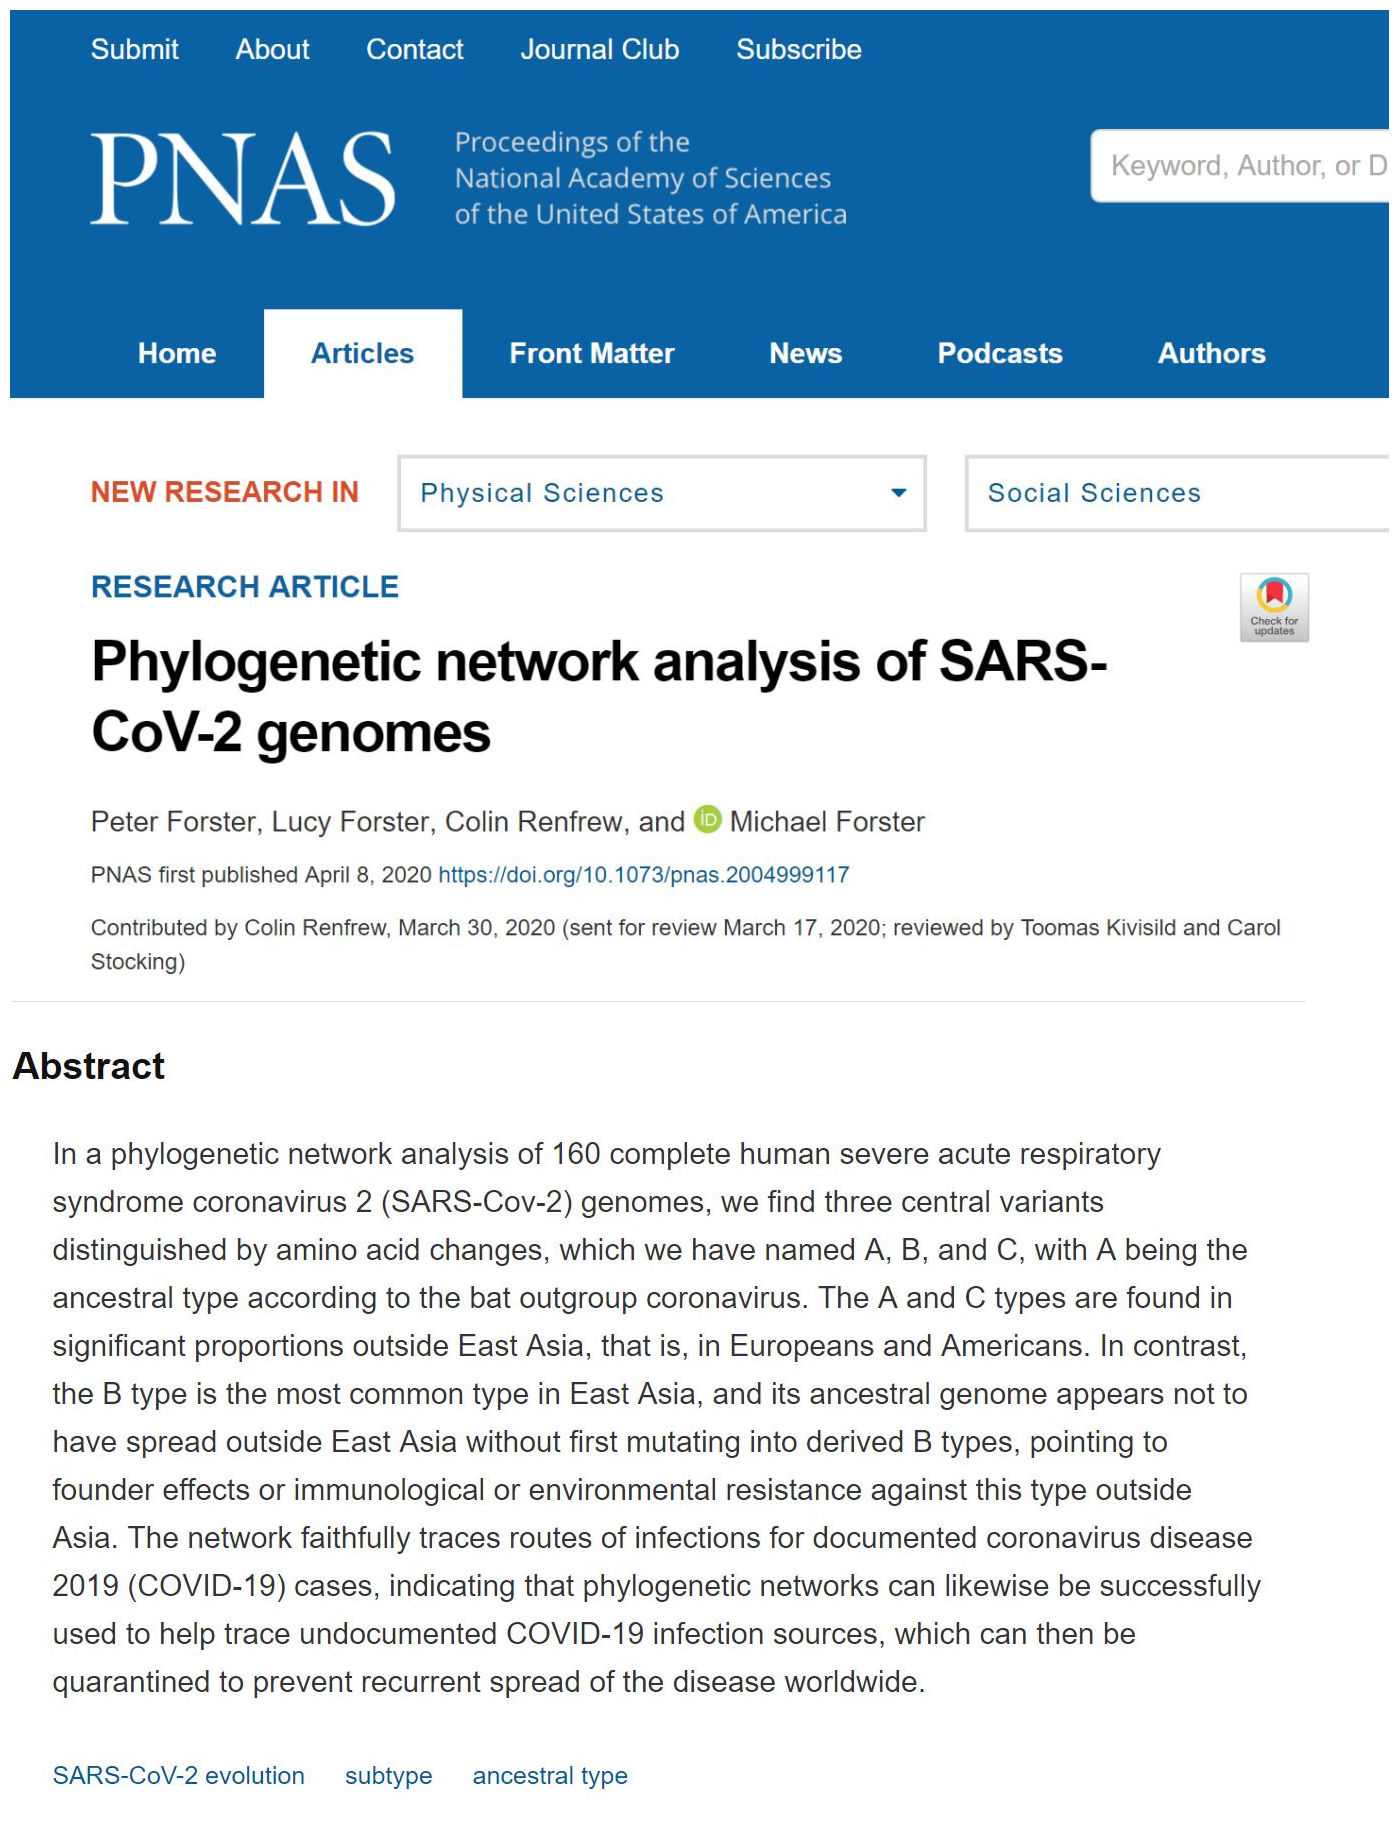 Submit About Contact Journal Club Subscribe
PNAS
Proceedings of the
National Academy of Sciences
of the United States of America
Keyword, Author, or D
Home Articles Front Matter News Podcasts Authors
NEW RESEARCH IN Physical Sciences Social Sciences
RESEARCH ARTICLE
Check for
updates
Phylogenetic network analysis of SARS-
CoV-2 genomes
Peter Forster, Lucy Forster, Colin Renfrew, and iD Michael Forster
PNAS first published April 8, 2020 https://doi.org/10.1073/pnas.2004999117
Contributed by Colin Renfrew, March 30, 2020 (sent for review March 17, 2020; reviewed by Toomas Kivisild and Carol
Stocking)
Abstract
In a phylogenetic network analysis of 160 complete human severe acute respiratory
syndrome coronavirus 2 (SARS-Cov-2) genomes, we find three central variants
distinguished by amino acid changes, which we have named A, B, and C, with A being the
ancestral type according to the bat outgroup coronavirus. The A and C types are found in
significant proportions outside East Asia, that is, in Europeans and Americans. In contrast,
the B type is the most common type in East Asia, and its ancestral genome appears not to
have spread outside East Asia without first mutating into derived B types, pointing to
founder effects or immunological or environmental resistance against this type outside
Asia. The network faithfully traces routes of infections for documented coronavirus disease
2019 (COVID-19) cases, indicating that phylogenetic networks can likewise be successfully
used to help trace undocumented COVID-19 infection sources, which can then be
quarantined to prevent recurrent spread of the disease worldwide.
SARS-CoV-2 evolution subtype ancestral type